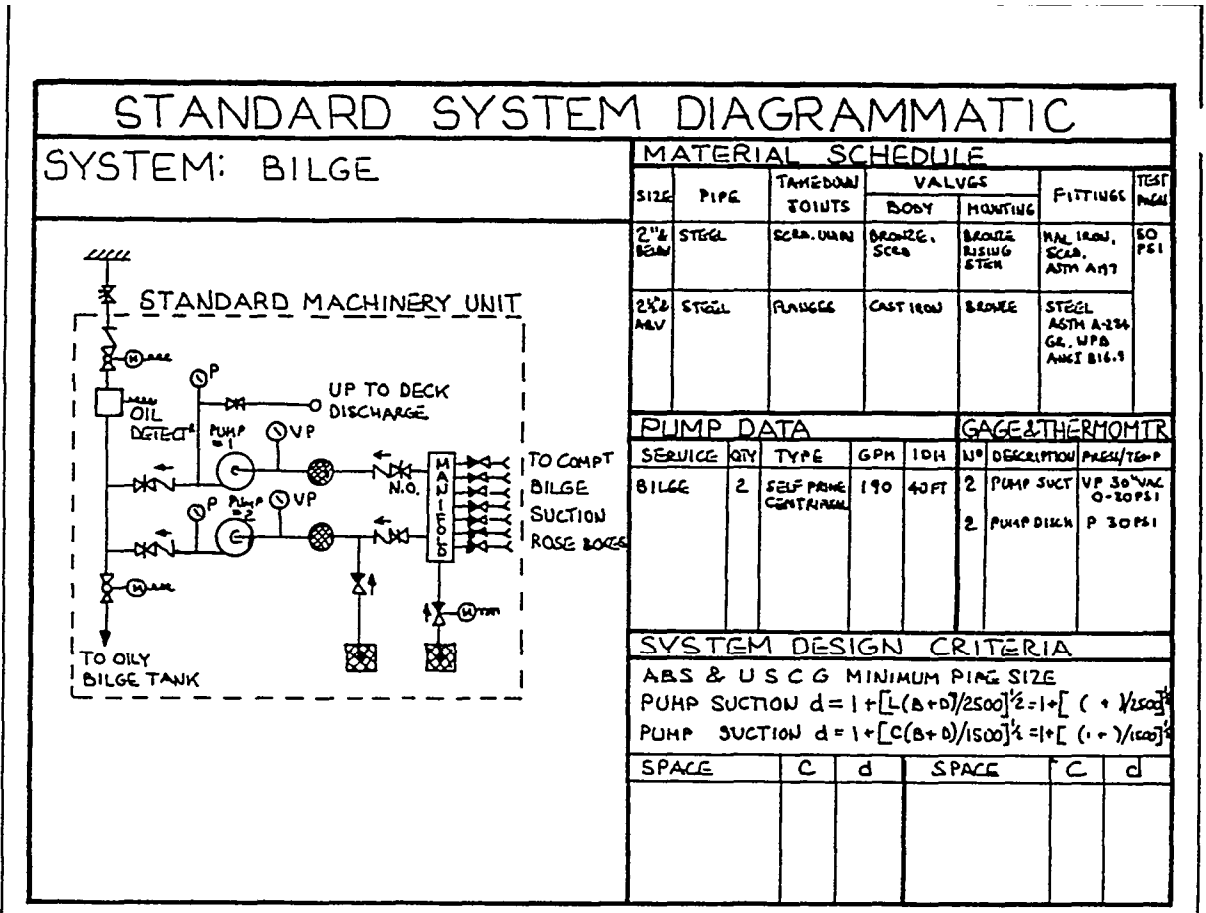 STANDARD SYSTEM DIAGRAMMATIC
SYSTEM: BILGE
STANDARD MACHINERY UNIT
M
P
OIL
DETECT
UP TO DECK
DISCHARGE
PUMP
1
VP
N.O.
MANIFOLD
TO COMPT
BILGE
SUCTION
ROSE BOXES
P
PUMP
2
VP
M
M
TO OILY
BILGE TANK
MATERIAL SCHEDULE
SIZE PIPE TAKEDOWN JOINTS VALVES BODY MOUNTING FITTINGS TEST
2" & BELOW STEEL SCRD. UNION BRONZE, SCRD BRONZE RISING STEM MAL IRON, SCRD. ASTM A197 50 PSI
2½" & ABV STEEL FLANGES CAST IRON BRONZE STEEL ASTM A-234 GR. WPB ANSI B16.9
PUMP DATA
SERVICE QTY TYPE GPM TDH
BILGE 2 SELF PRIME CENTRIFUGAL 190 40 FT
GAGE & THERMOMTR
Nº DESCRIPTION PRESS/TEMP
2 PUMP SUCT VP 30"VAC 0-30 PSI
2 PUMP DISCH P 30 PSI
SYSTEM DESIGN CRITERIA
ABS & U S C G MINIMUM PIPE SIZE
PUMP SUCTION d = 1+[L(B+D)/2500]½ = 1+[ ( + )/2500]½
PUMP SUCTION d = 1+[C(B+D)/1500]½ = 1+[ ( + )/1500]½
SPACE C d SPACE C d